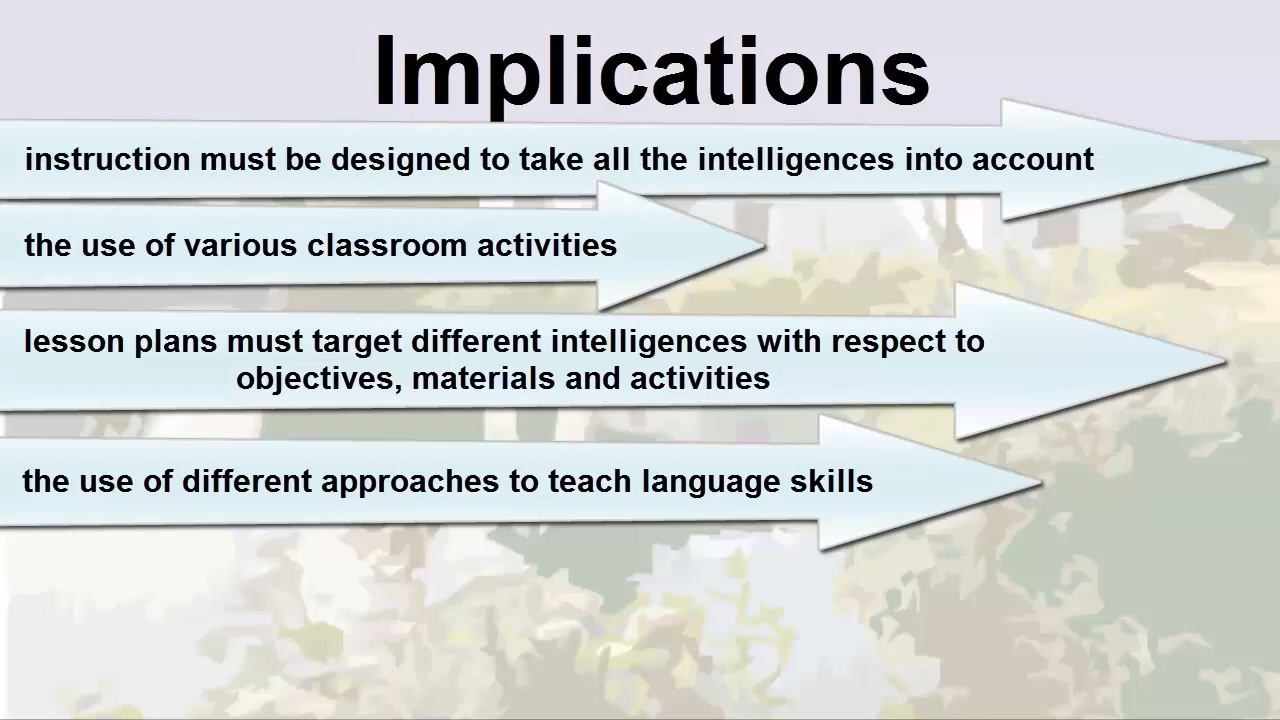 Implications
instruction must be designed to take all the intelligences into account
the use of various classroom activities
lesson plans must target different intelligences with respect to
objectives, materials and activities
the use of different approaches to teach language skills